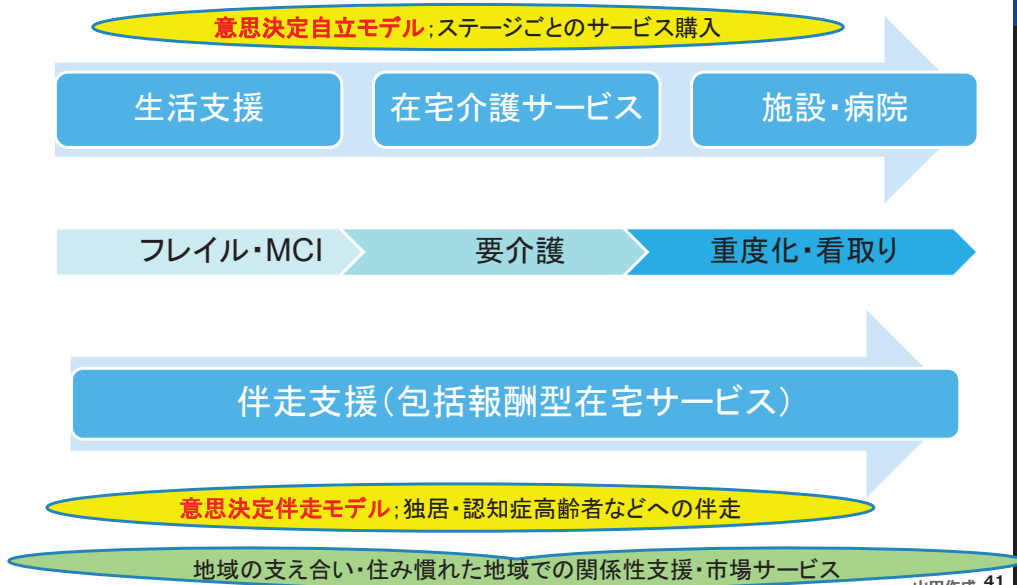 意思決定自立モデル;ステージごとのサービス購入
生活支援 在宅介護サービス 施設・病院
フレイル・MCI 要介護 重度化・看取り
伴走支援(包括報酬型在宅サービス)
意思決定伴走モデル;独居・認知症高齢者などへの伴走
地域の支え合い・住み慣れた地域での関係性支援・市場サービス
41